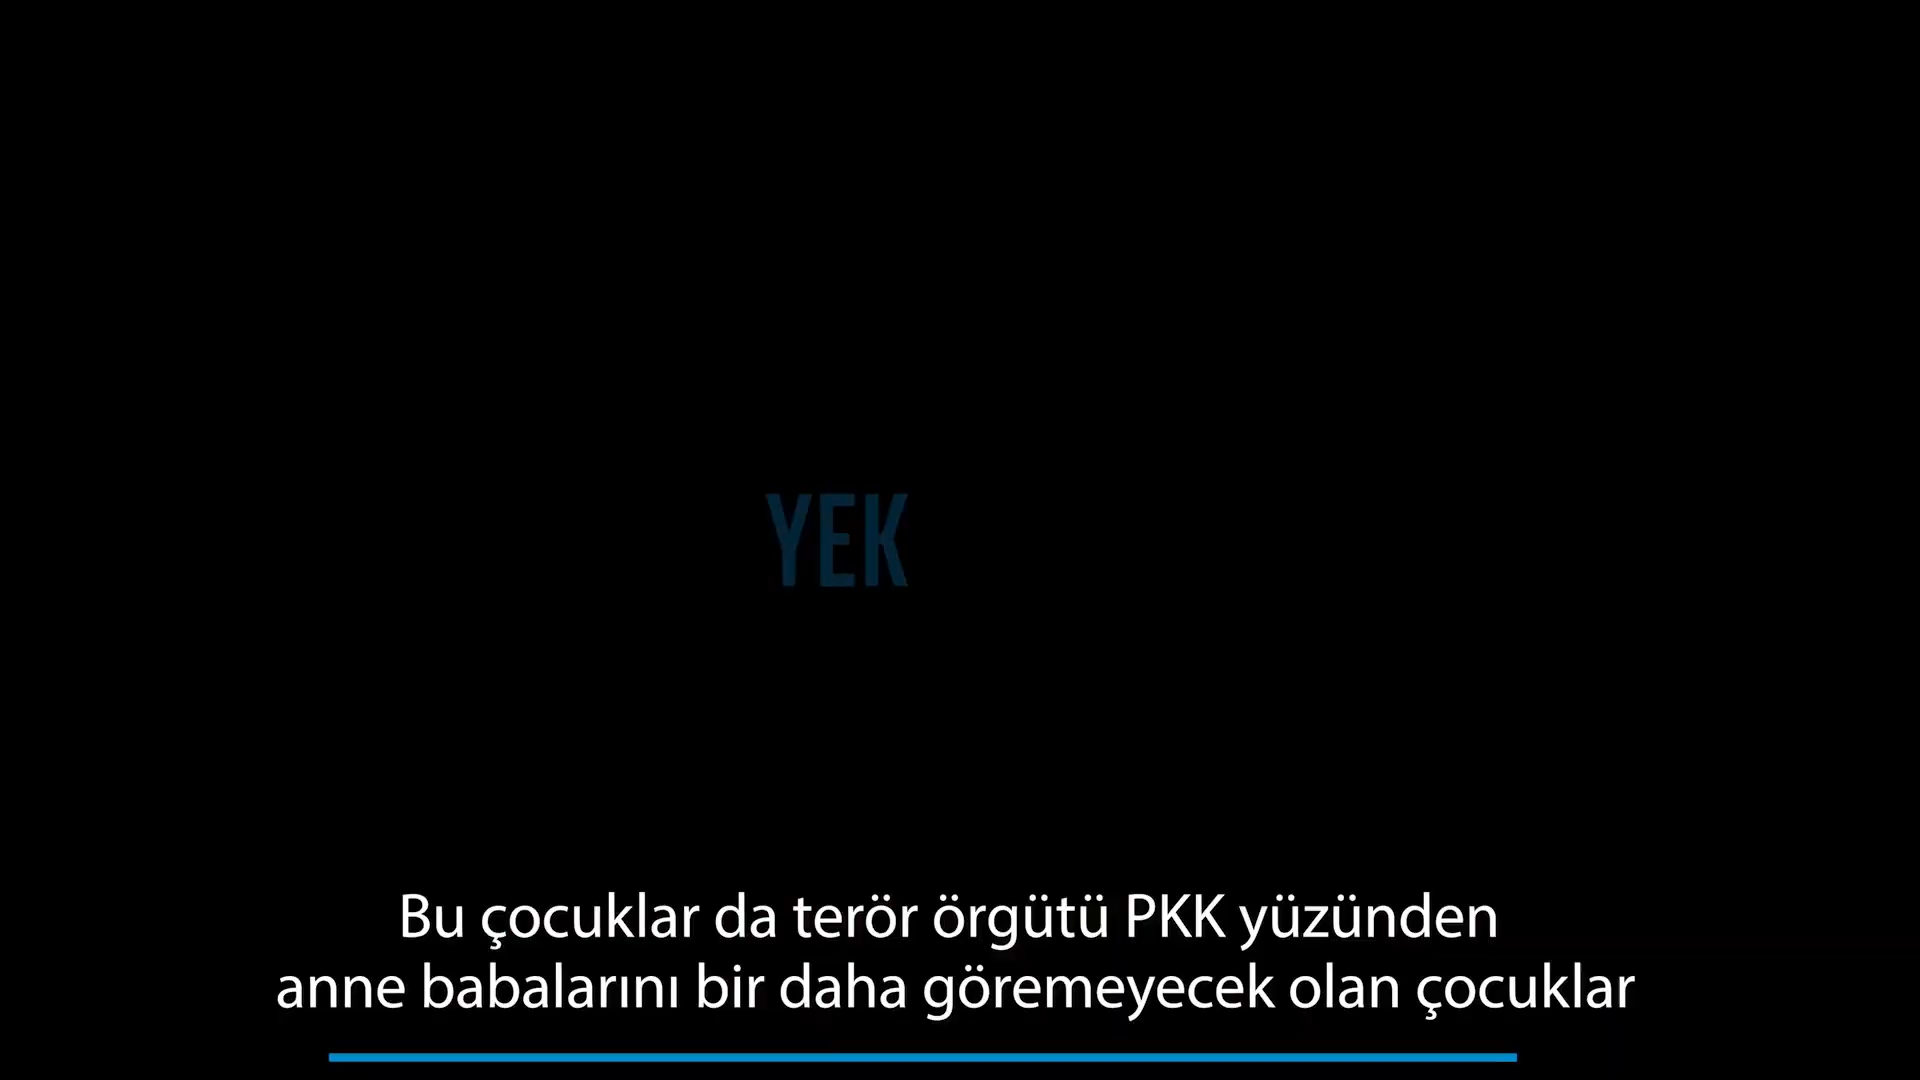 YEK
Bu çocuklar da terör örgütü PKK yüzünden
anne babalarını bir daha göremeyecek olan çocuklar